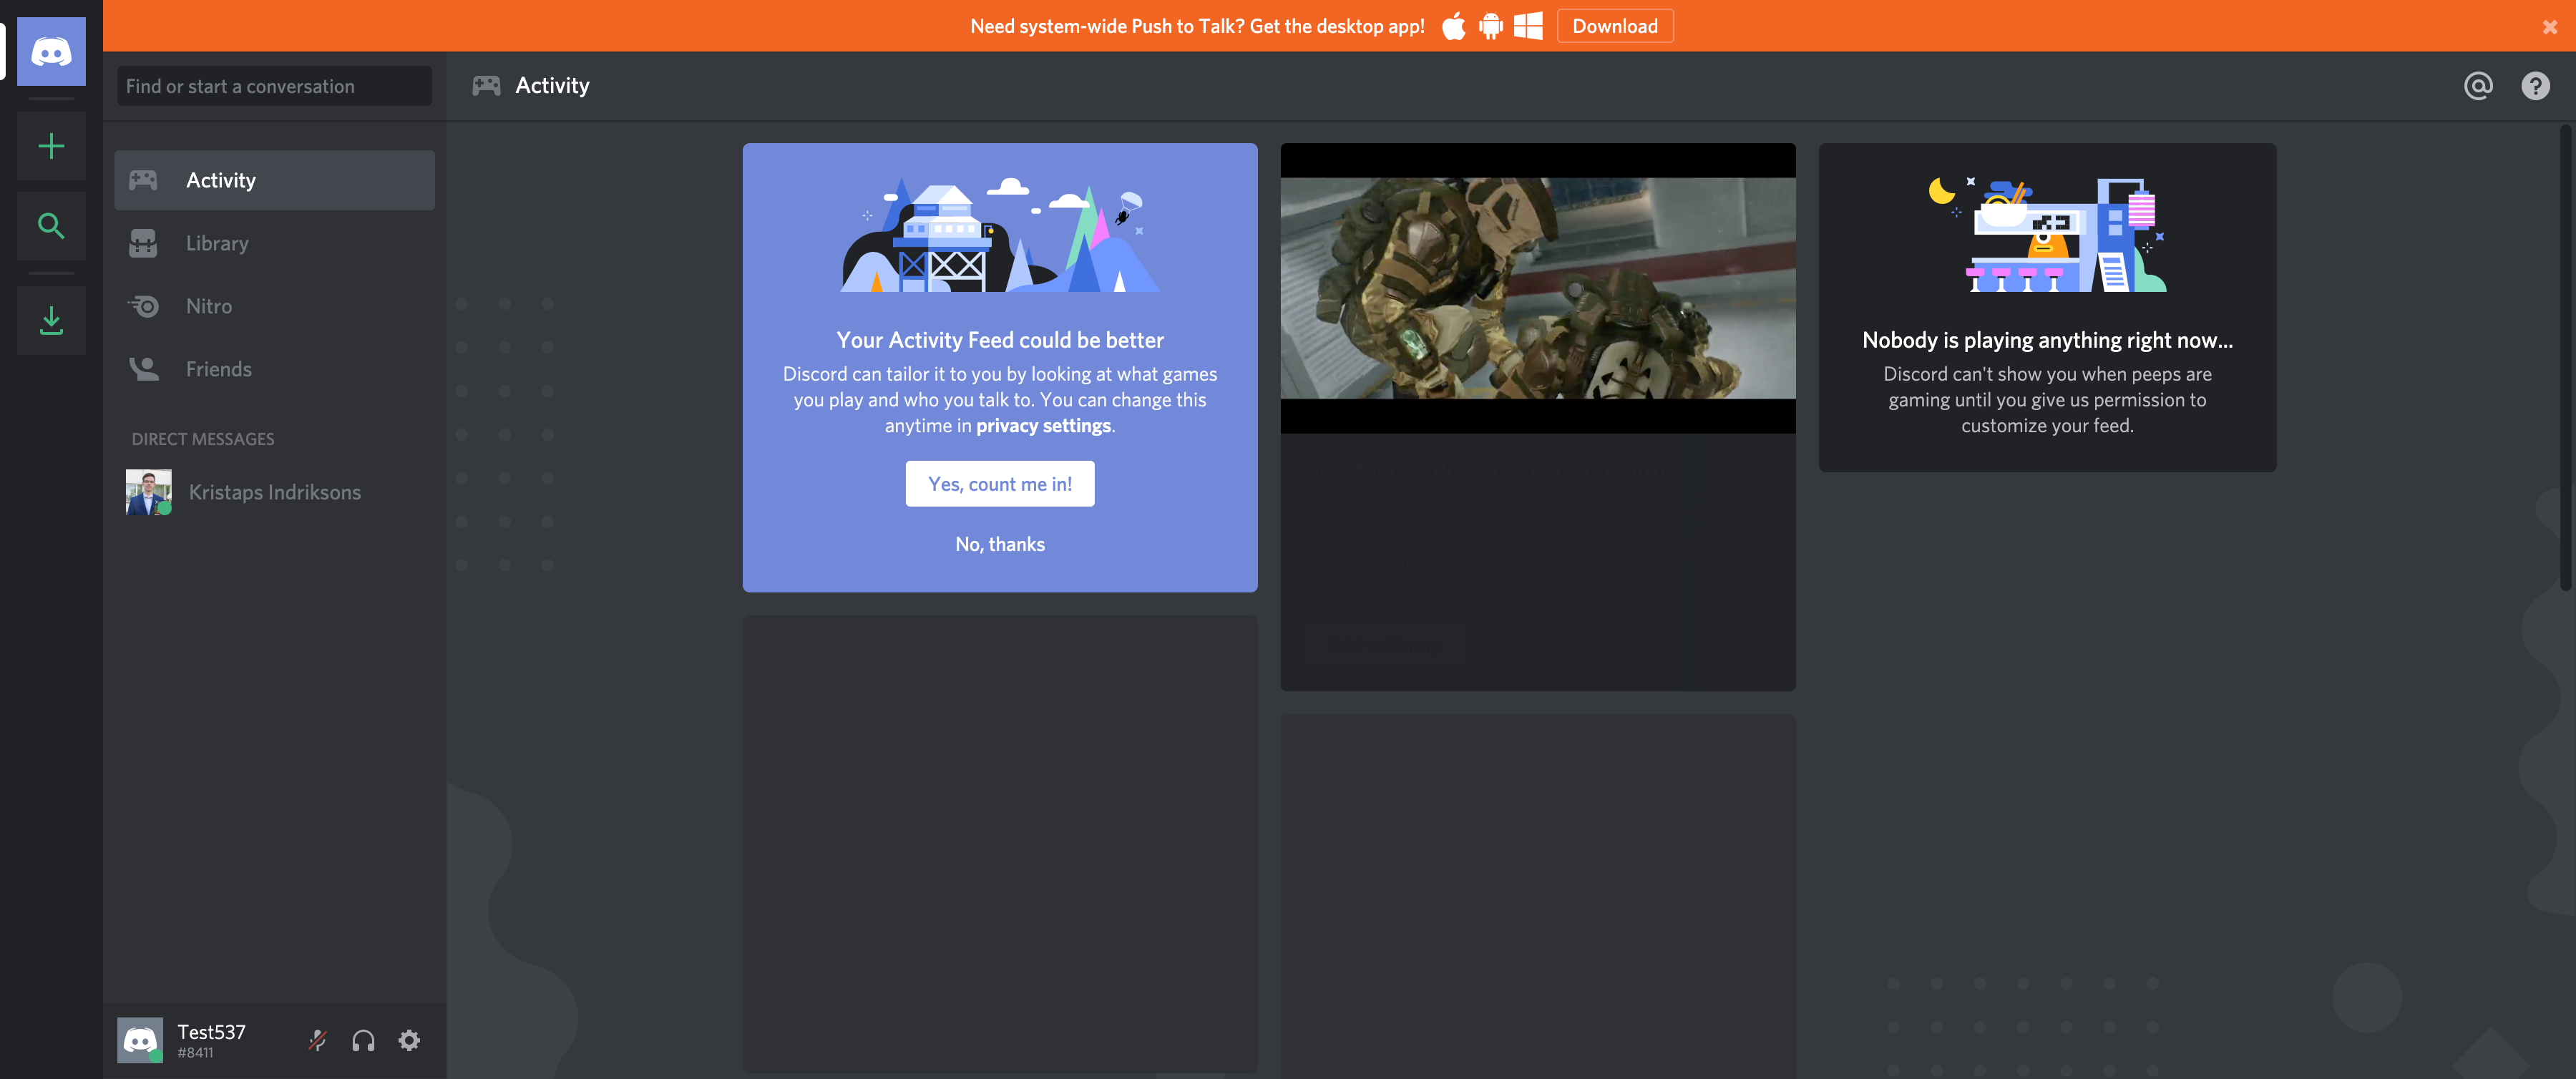 Need system-wide Push to Talk? Get the desktop app!
Download
Find or start a conversation
Activity
Activity
Library
Nitro
Friends
DIRECT MESSAGES
Kristaps Indriksons
Your Activity Feed could be better
Discord can tailor it to you by looking at what games
you play and who you talk to. You can change this
anytime in privacy settings.
Yes, count me in!
No, thanks
Nobody is playing anything right now...
Discord can't show you when peeps are
gaming until you give us permission to
customize your feed.
Test537
#8411